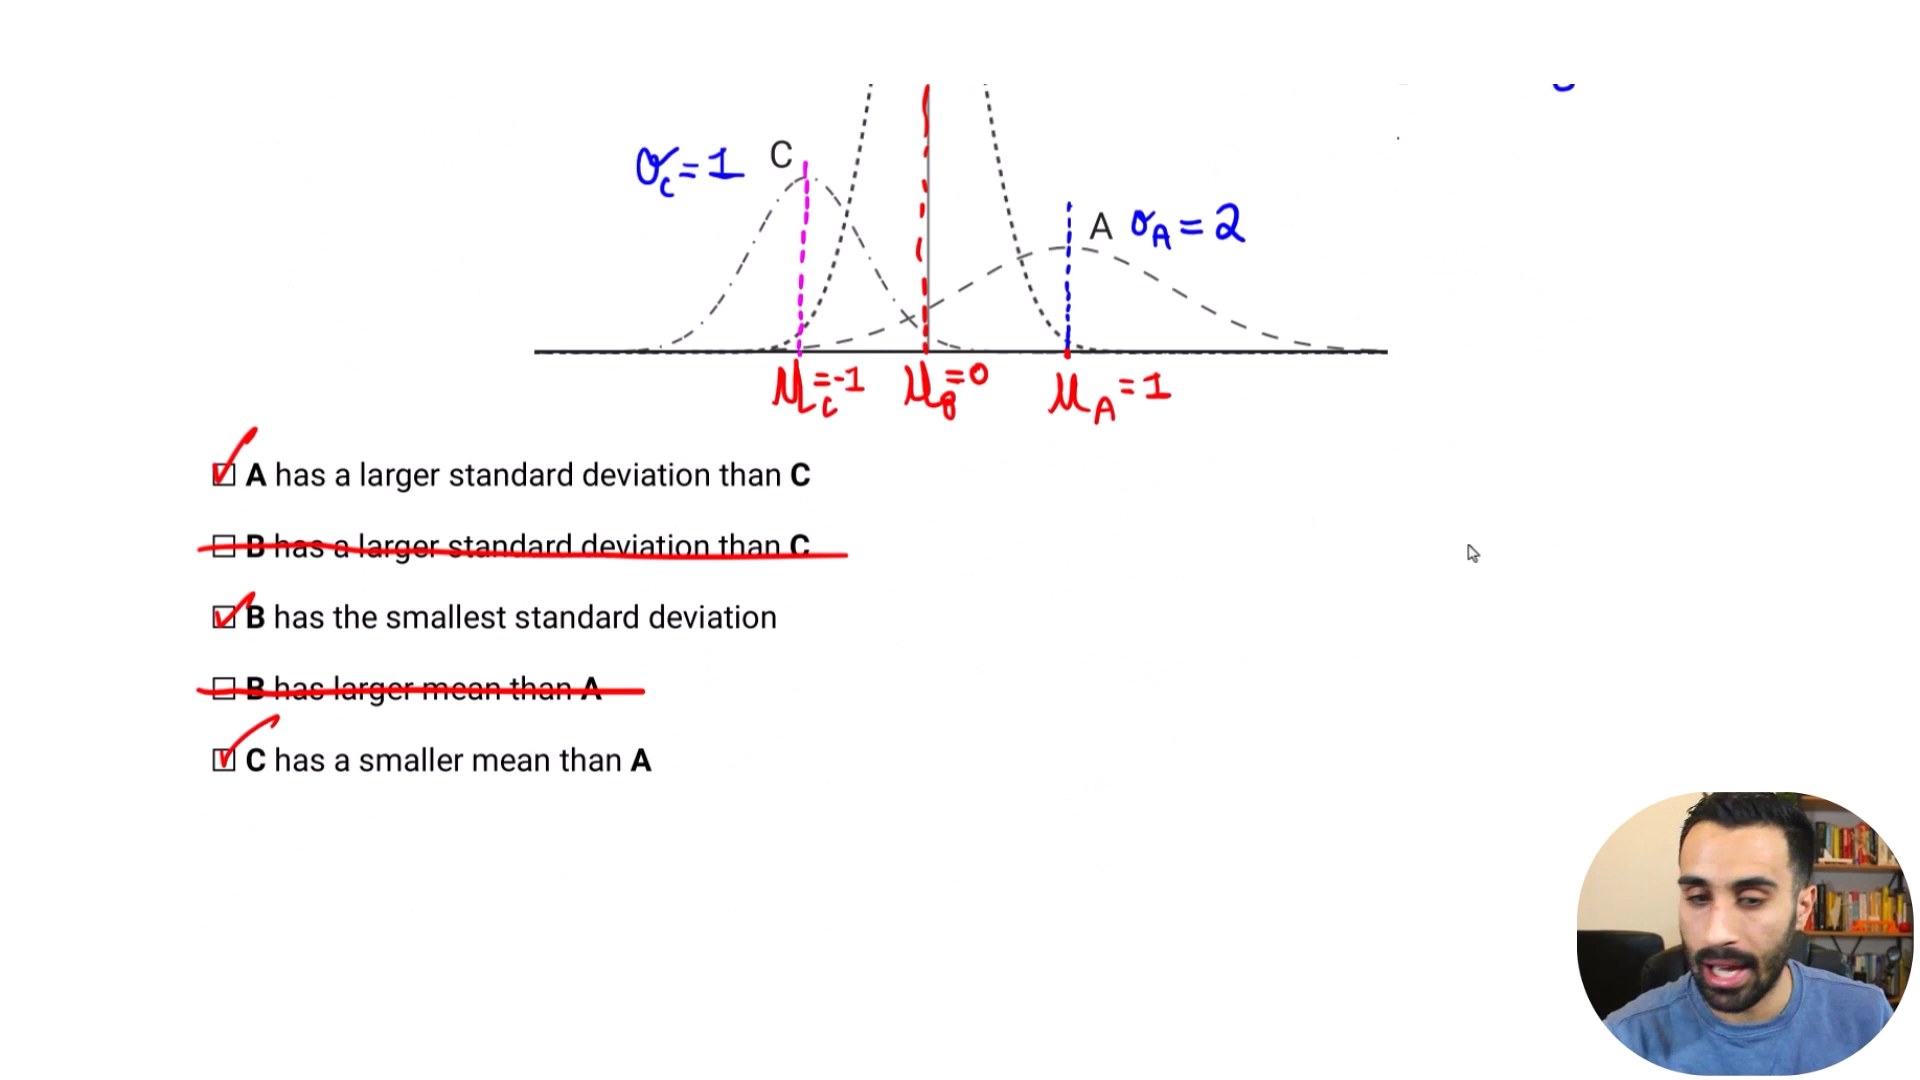 σc = 1 C
A σA = 2
μc = -1 μB = 0 μA = 1
A has a larger standard deviation than C
B has a larger standard deviation than C
B has the smallest standard deviation
B has larger mean than A
C has a smaller mean than A